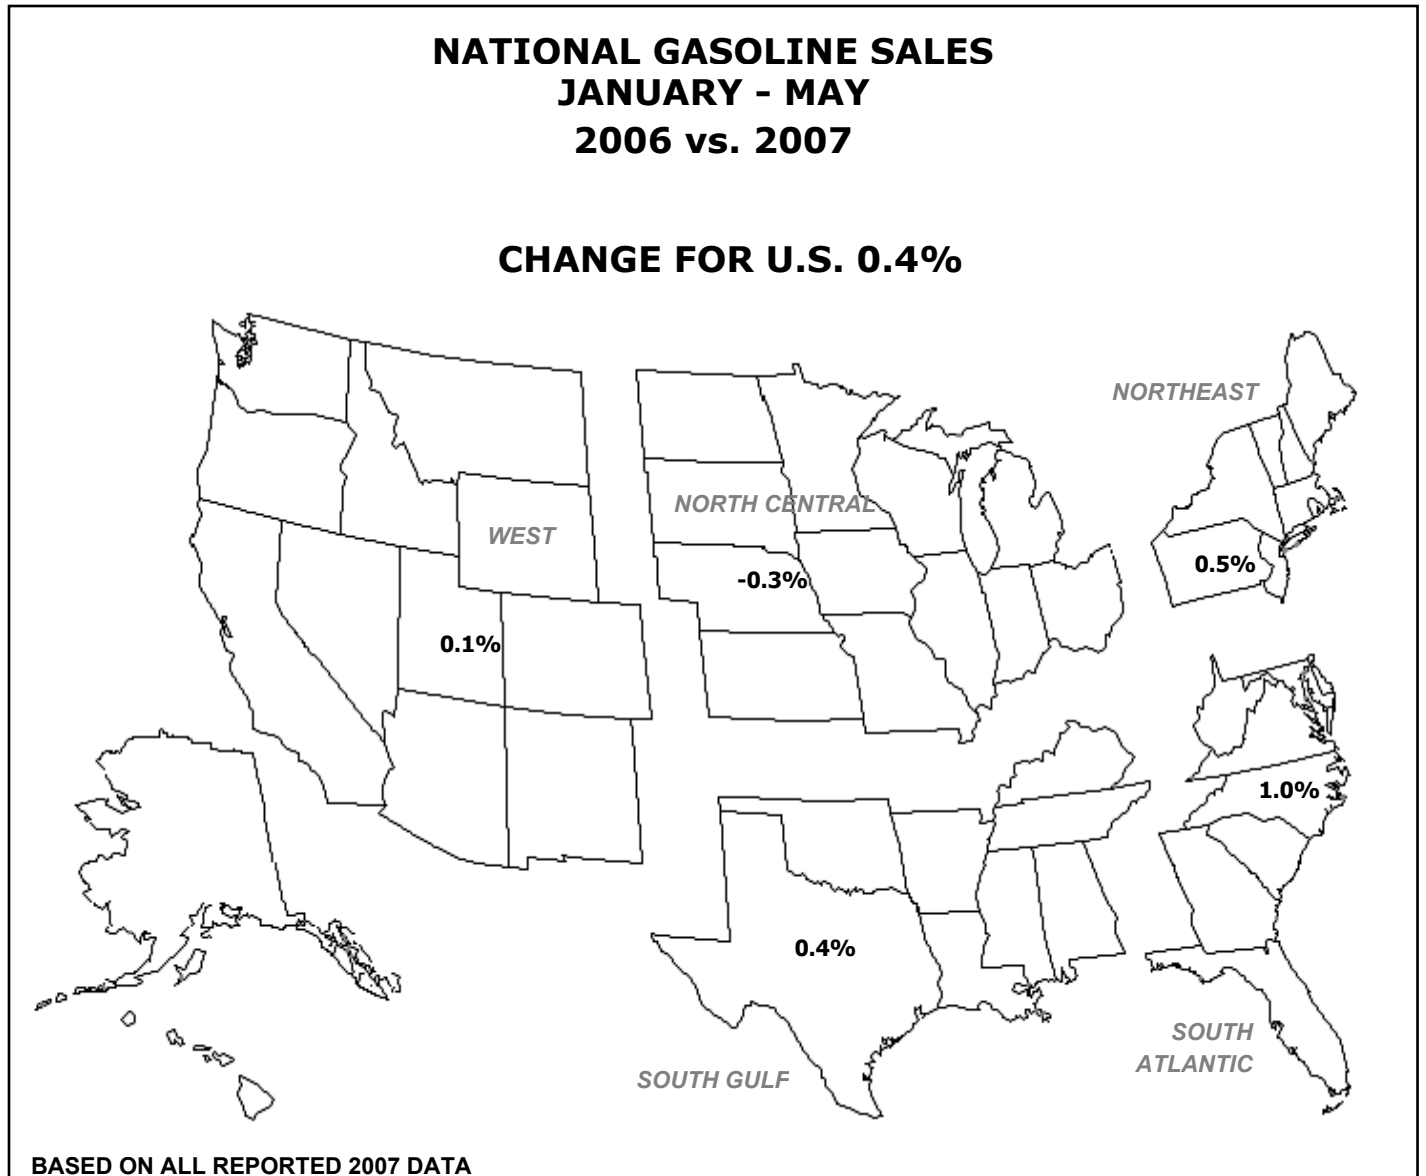 NATIONAL GASOLINE SALES
JANUARY - MAY
2006 vs. 2007
CHANGE FOR U.S. 0.4%
NORTHEAST
NORTH CENTRAL
WEST
0.5%
-0.3%
0.1%
1.0%
0.4%
SOUTH
ATLANTIC
SOUTH GULF
BASED ON ALL REPORTED 2007 DATA